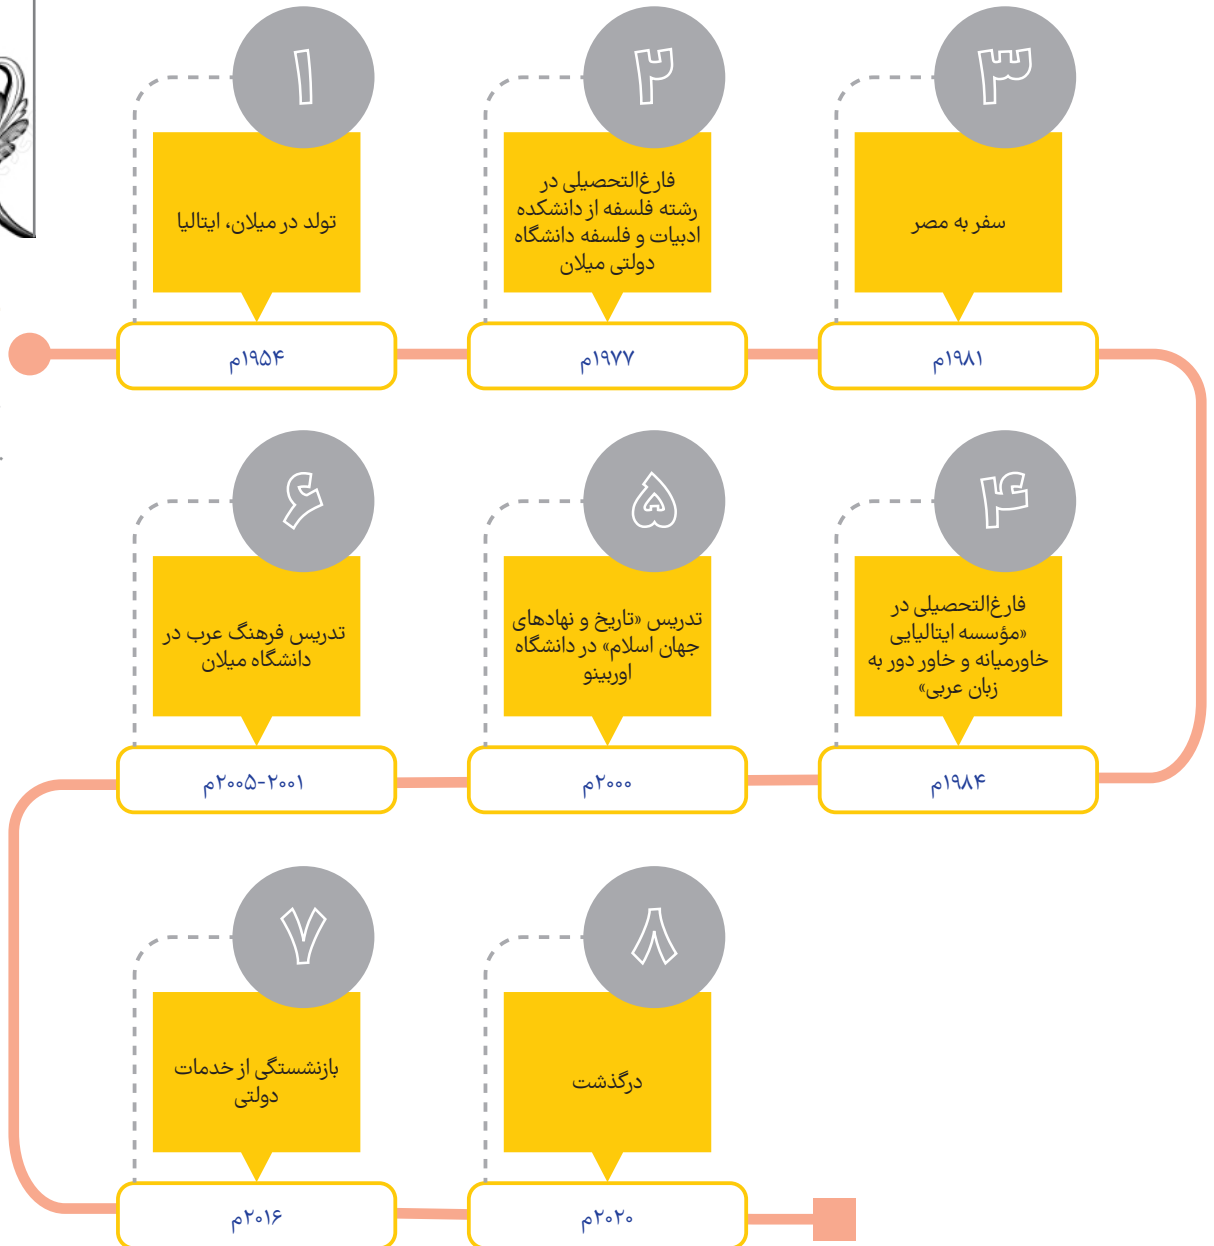 ۱
تولد در میلان، ایتالیا
۱۹۵۴م
۲
فارغ‌التحصیلی در
رشته فلسفه از دانشکده
ادبیات و فلسفه دانشگاه
دولتی میلان
۱۹۷۷م
۳
سفر به مصر
۱۹۸۱م
۴
فارغ‌التحصیلی در
«مؤسسه ایتالیایی
خاورمیانه و خاور دور به
زبان عربی»
۱۹۸۴م
۵
تدریس «تاریخ و نهادهای
جهان اسلام» در دانشگاه
اوربینو
۲۰۰۰م
۶
تدریس فرهنگ عرب در
دانشگاه میلان
۲۰۰۱-۲۰۰۵م
۷
بازنشستگی از خدمات
دولتی
۲۰۱۶م
۸
درگذشت
۲۰۲۰م